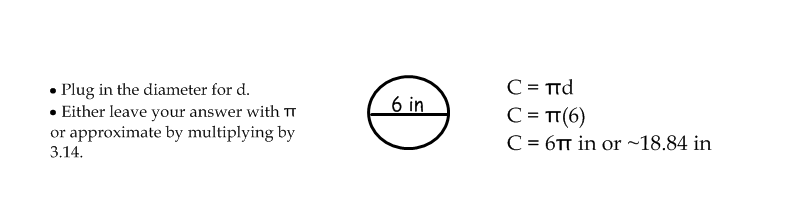 • Plug in the diameter for d.
• Either leave your answer with π
or approximate by multiplying by
3.14.
6 in
C = πd
C = π(6)
C = 6π in or ~18.84 in